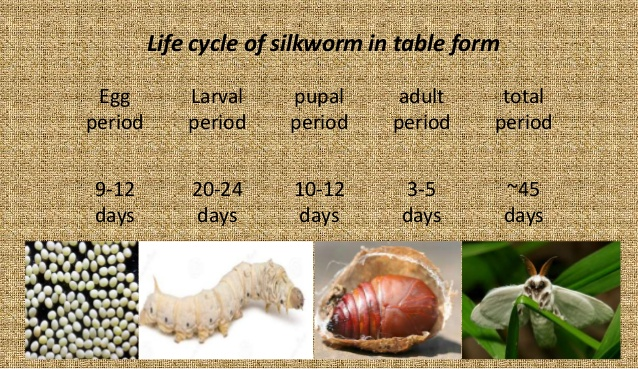 Life cycle of silkworm in table form
Egg period
Larval period
pupal period
adult period
total period
9-12 days
20-24 days
10-12 days
3-5 days
~45 days